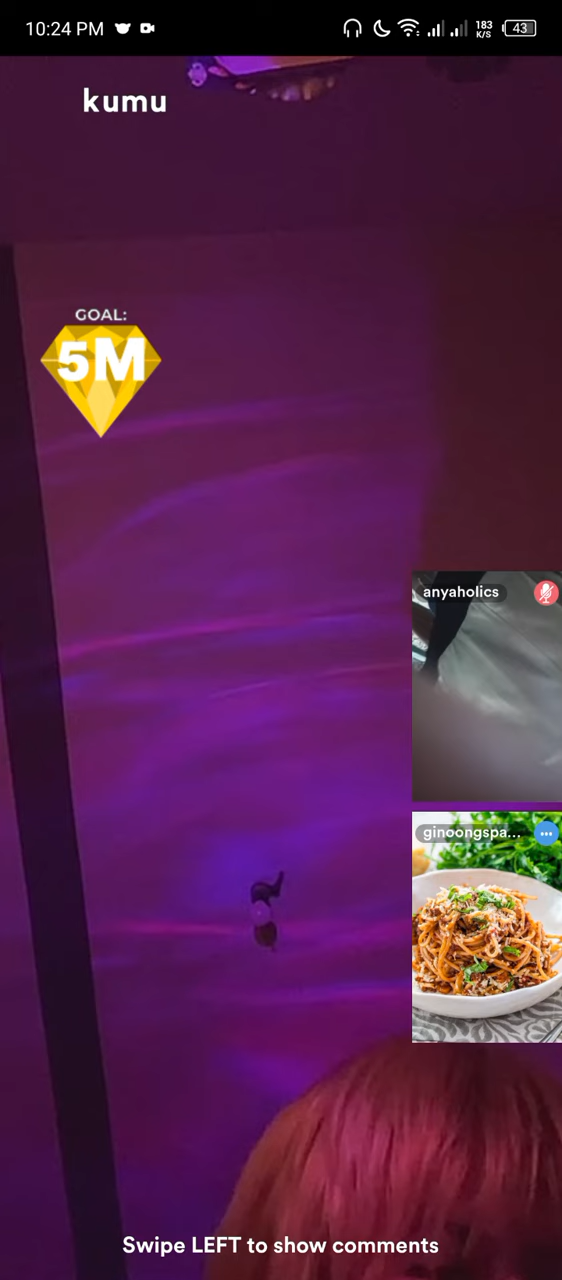 10:24 PM
183
K/S
43
kumu
GOAL:
5M
anyaholics
ginoongspa...
Swipe LEFT to show comments